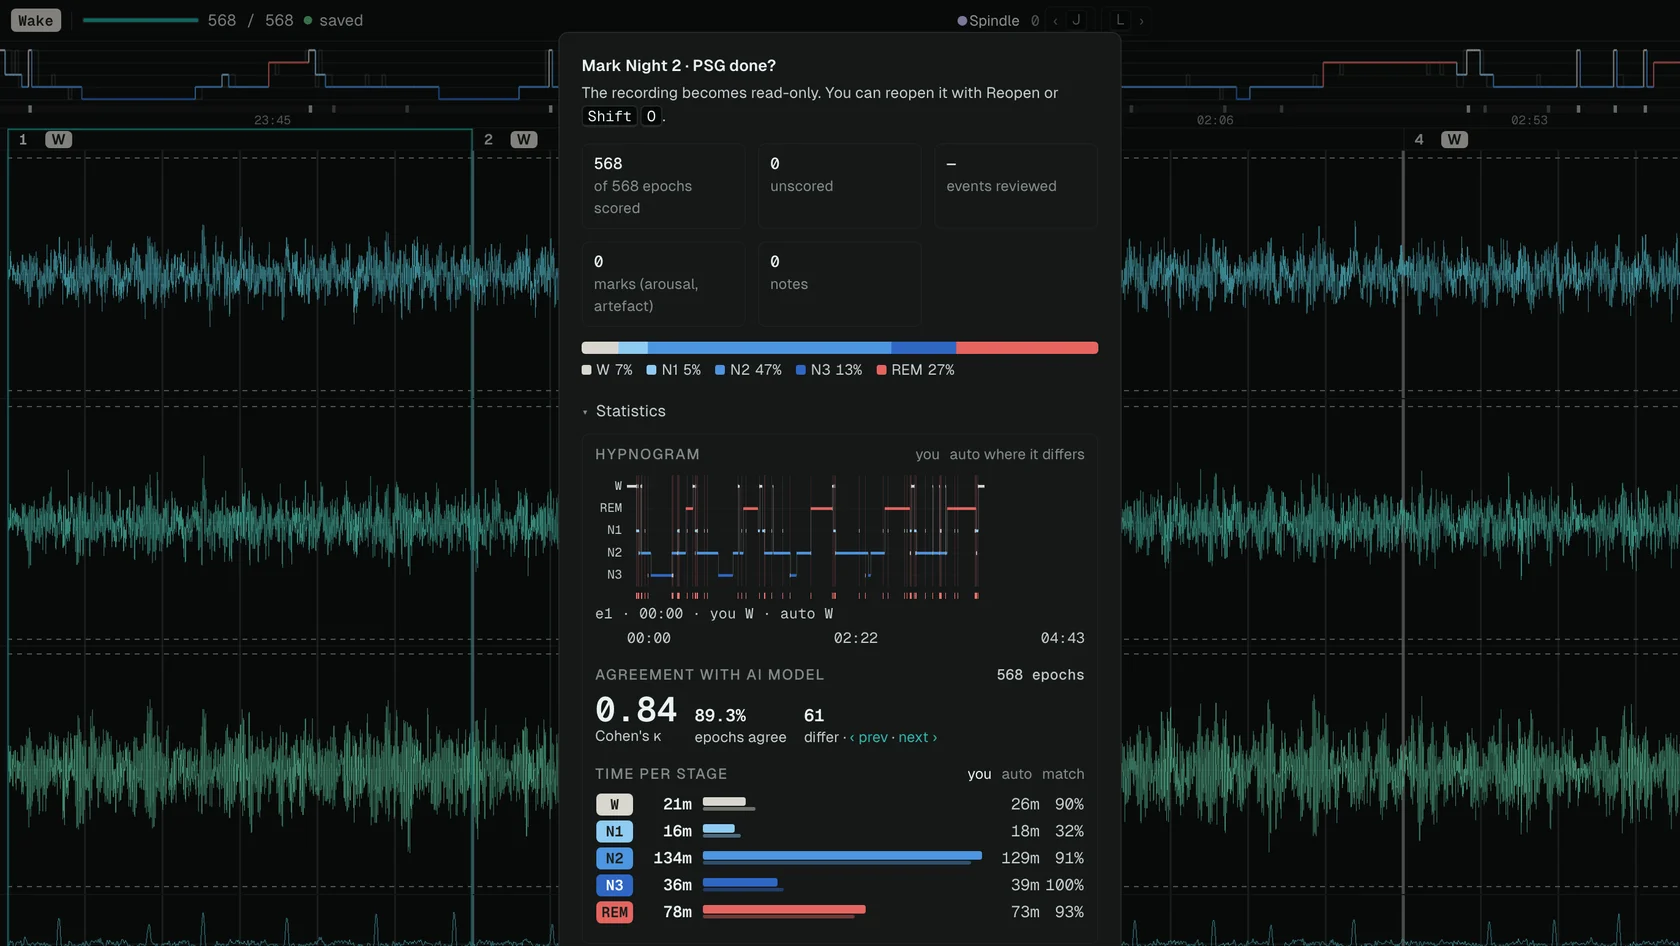 Wake 568 / 568 saved
Spindle 0 ‹ J L ›
23:45
02:06 02:53
1 W 2 W
4 W
Mark Night 2 · PSG done?
The recording becomes read-only. You can reopen it with Reopen or
Shift O.
568
of 568 epochs
scored
0
unscored
—
events reviewed
0
marks (arousal,
artefact)
0
notes
W 7% N1 5% N2 47% N3 13% REM 27%
▾ Statistics
HYPNOGRAM you auto where it differs
W
REM
N1
N2
N3
e1 · 00:00 · you W · auto W
00:00 02:22 04:43
AGREEMENT WITH AI MODEL 568 epochs
0.84 89.3% 61
Cohen's κ epochs agree differ · ‹ prev · next ›
TIME PER STAGE you auto match
W 21m 26m 90%
N1 16m 18m 32%
N2 134m 129m 91%
N3 36m 39m 100%
REM 78m 73m 93%